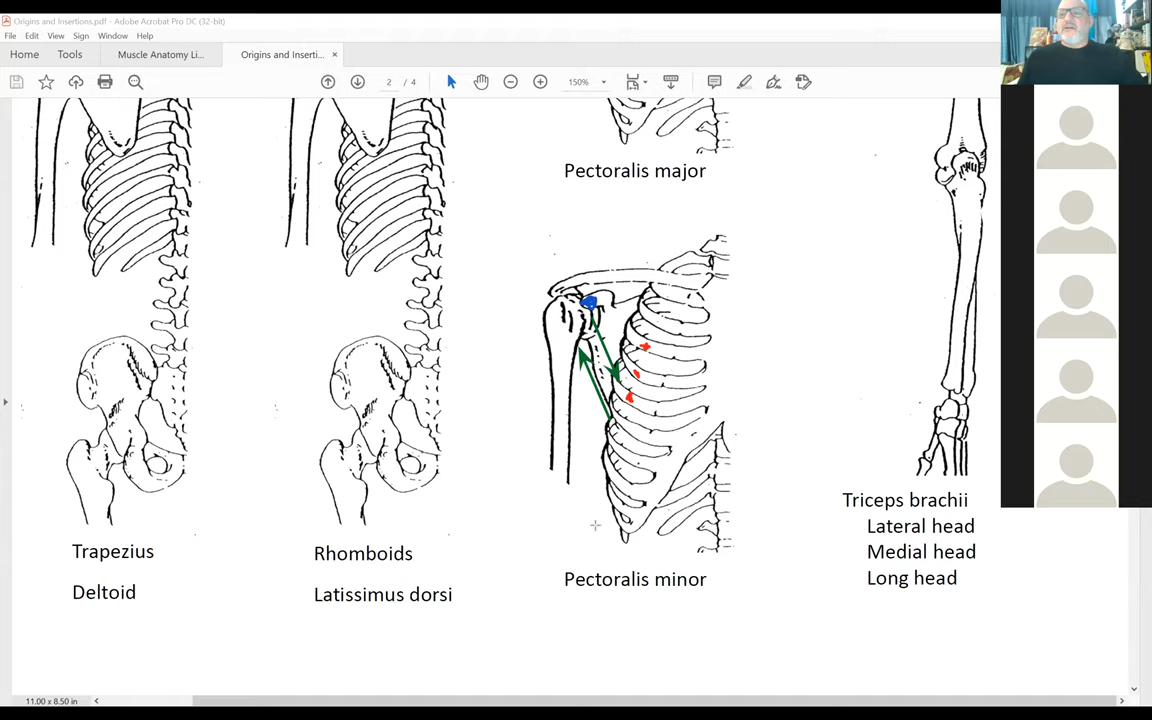 Origins and Insertions.pdf - Adobe Acrobat Pro DC (32-bit)
File Edit View Sign Window Help
Home Tools Muscle Anatomy Li... Origins and Inserti... ×
2 / 4 150%
Pectoralis major
Triceps brachii
Lateral head
Medial head
Long head
Trapezius
Deltoid
Rhomboids
Latissimus dorsi
Pectoralis minor
11.00 x 8.50 in